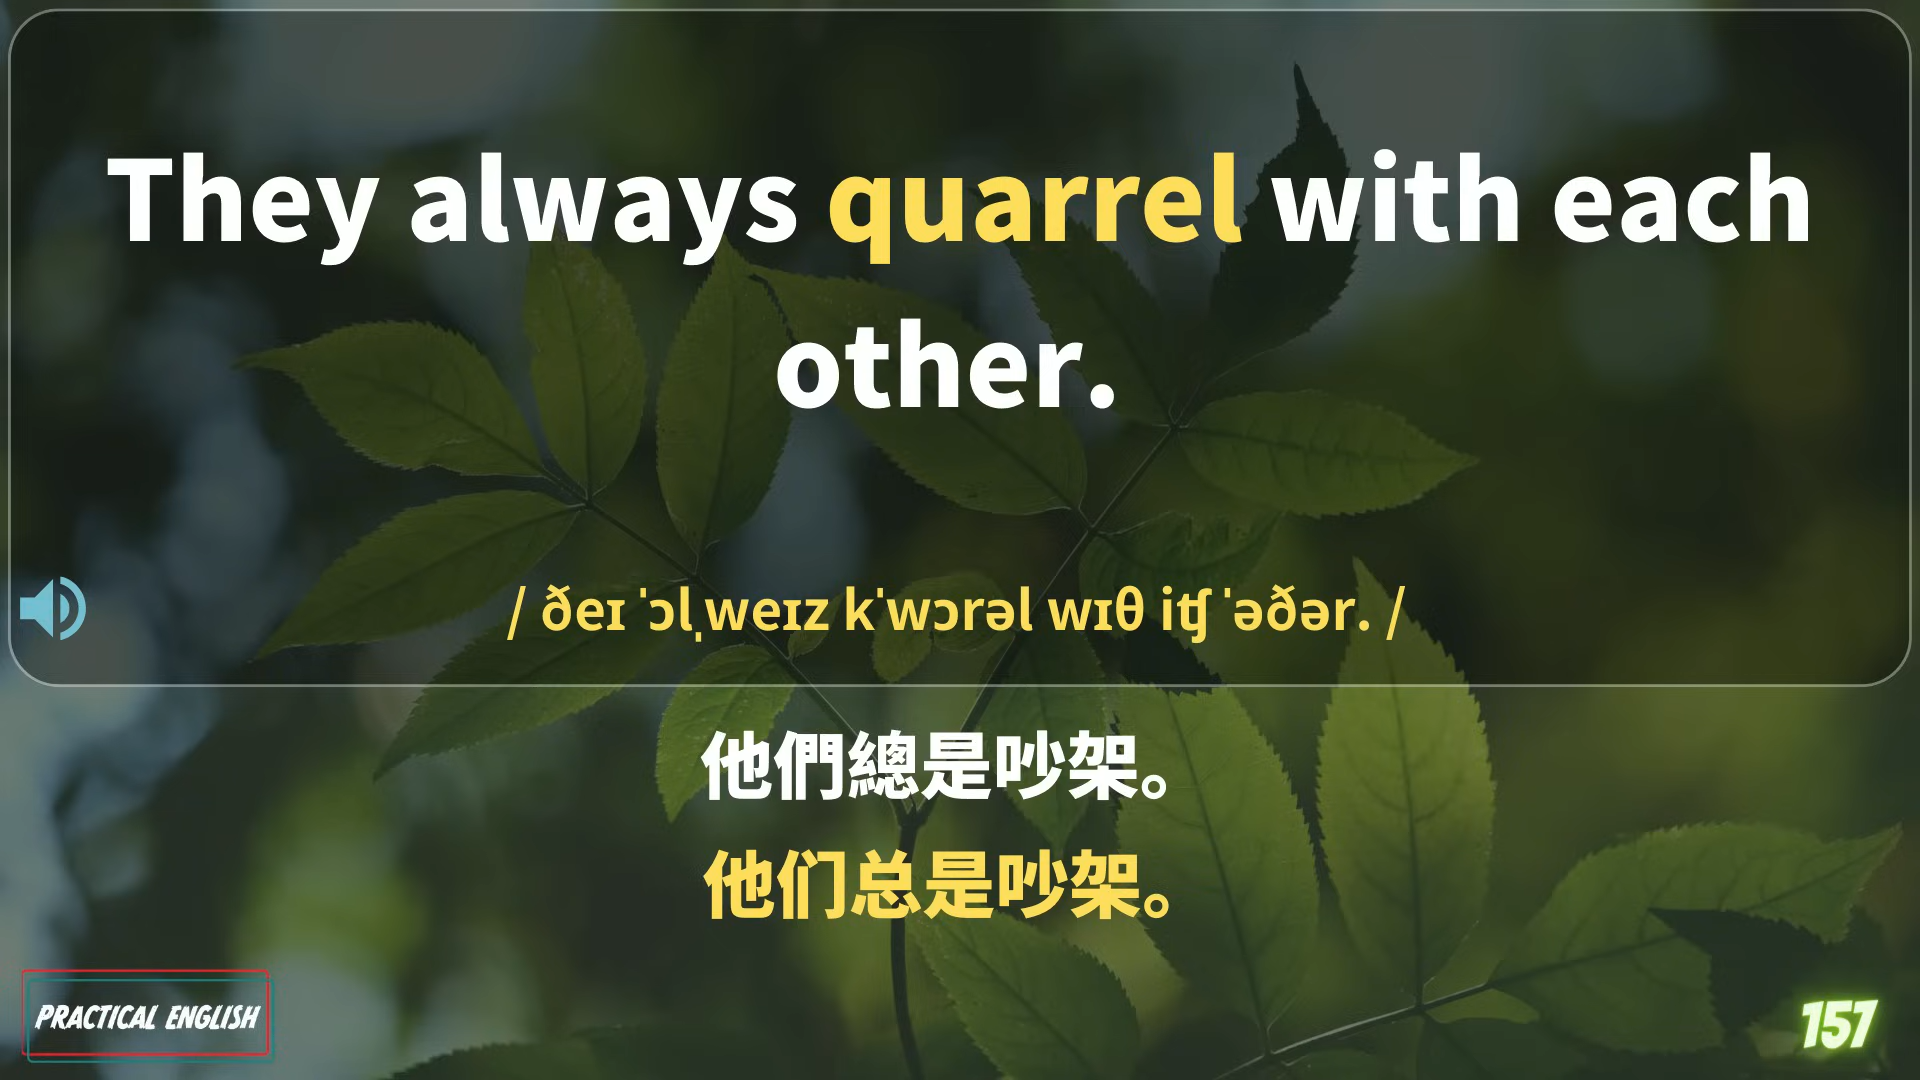 They always quarrel with each
other.
/ ðeɪ ˈɔlˌweɪz kˈwɔrəl wɪθ iʧ ˈəðər. /
他們總是吵架。
他们总是吵架。
PRACTICAL ENGLISH
157